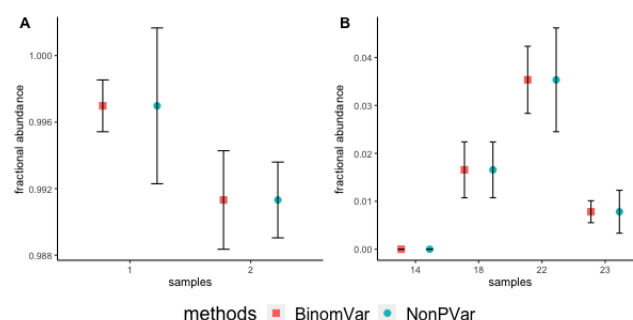 A
fractional abundance
1.000
0.996
0.992
0.988
1
2
samples
B
fractional abundance
0.04
0.03
0.02
0.01
0.00
14
18
22
23
samples
methods BinomVar NonPVar